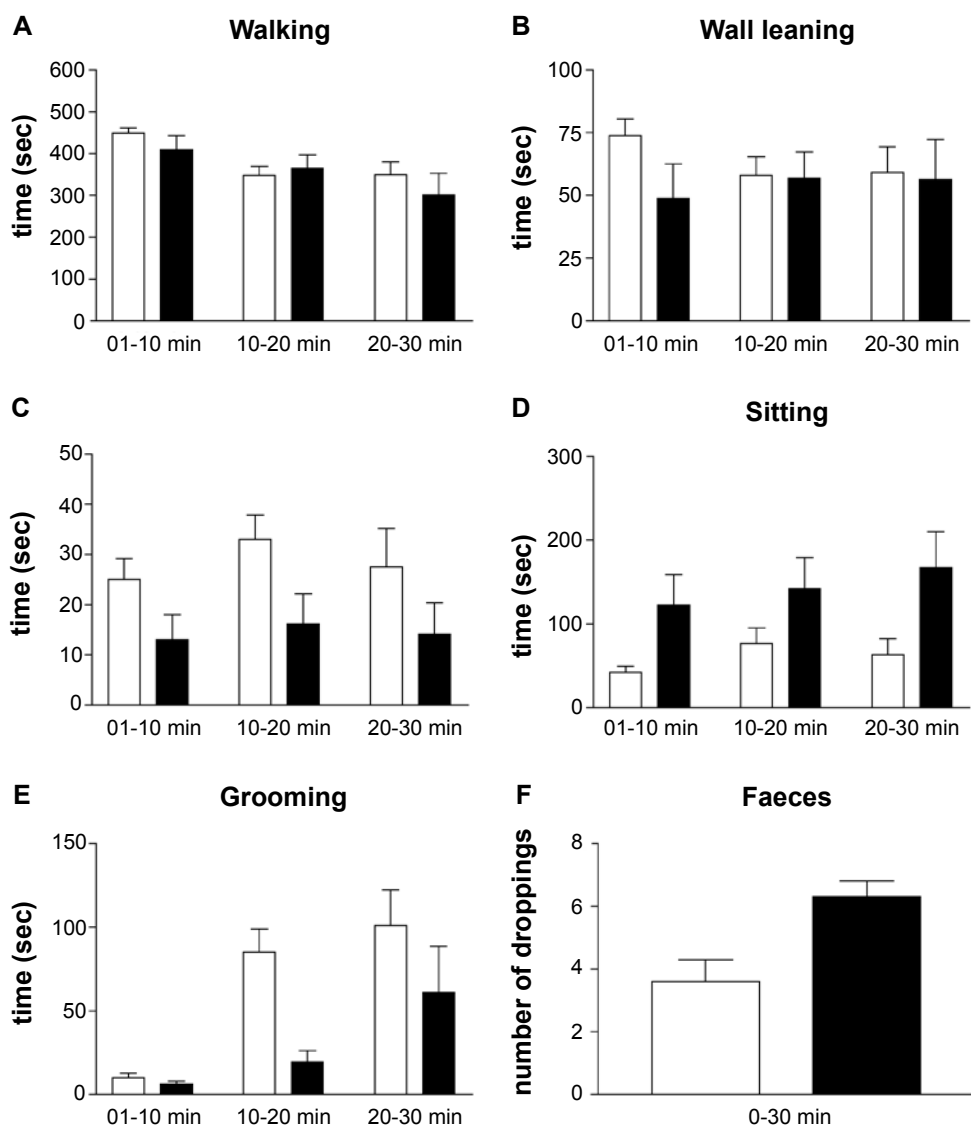 A
Walking
600
500
400
300
400
100
0
time (sec)
01-10 min 10-20 min 20-30 min
B
Wall leaning
100
75
50
25
0
time (sec)
01-10 min 10-20 min 20-30 min
C
50
40
30
20
10
0
time (sec)
01-10 min 10-20 min 20-30 min
D
Sitting
300
200
100
0
time (sec)
01-10 min 10-20 min 20-30 min
E
Grooming
150
100
50
0
time (sec)
01-10 min 10-20 min 20-30 min
F
Faeces
8
6
4
2
0
number of droppings
0-30 min